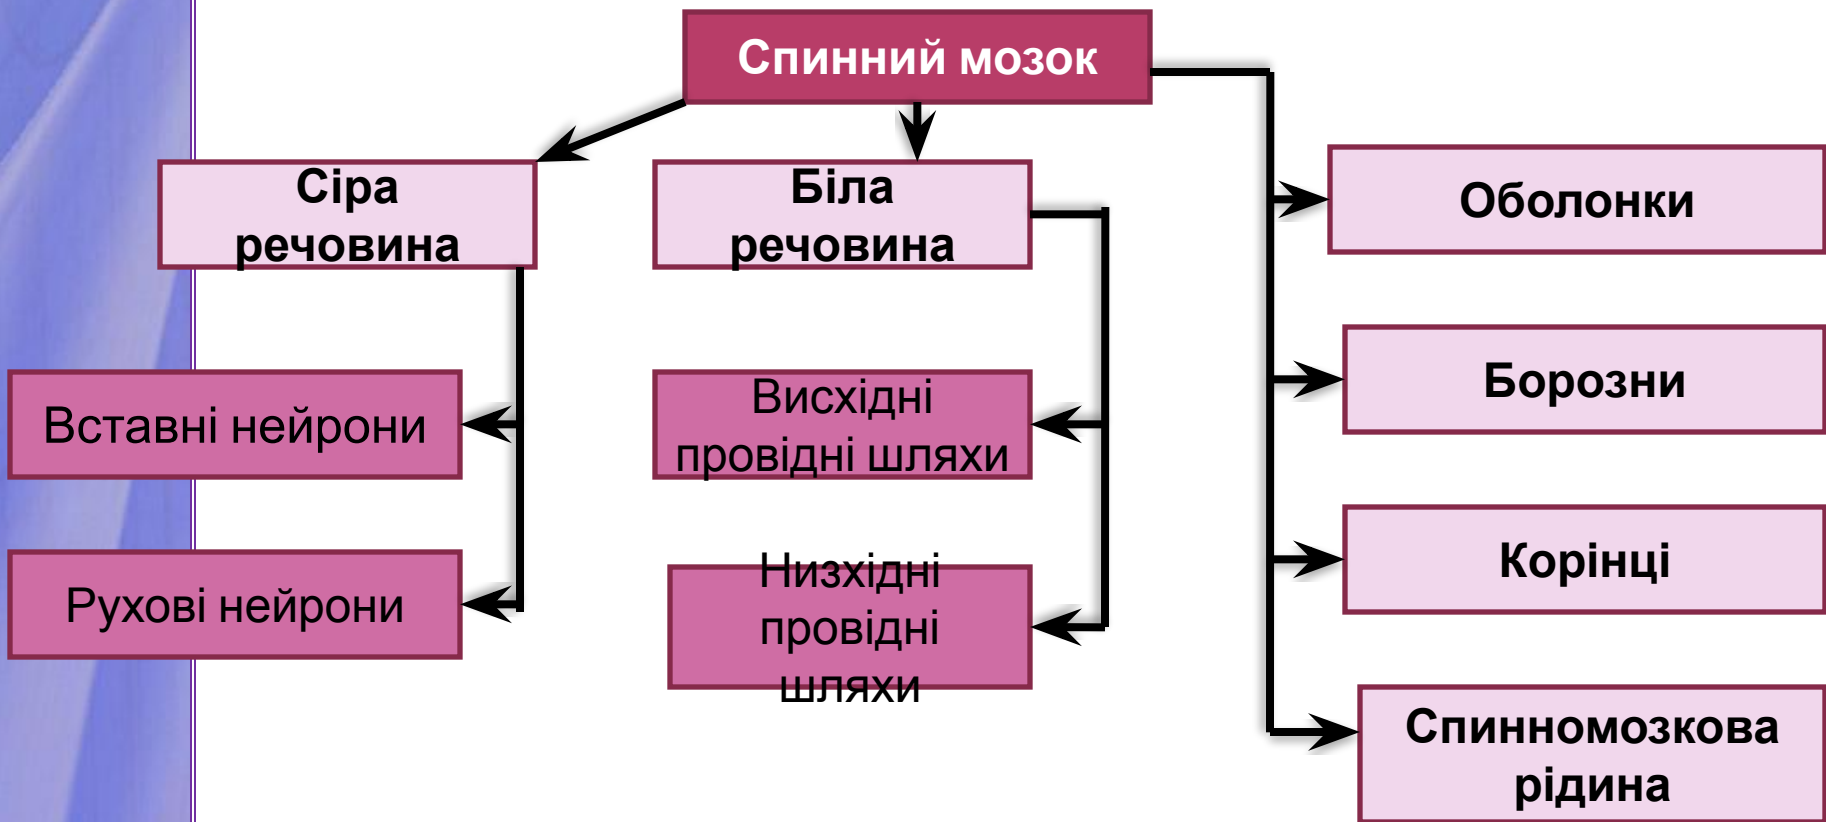 Спинний мозок
Сіра
речовина
Біла
речовина
Оболонки
Борозни
Корінці
Спинномозкова
рідина
Вставні нейрони
Рухові нейрони
Висхідні
провідні шляхи
Низхідні
провідні
шляхи